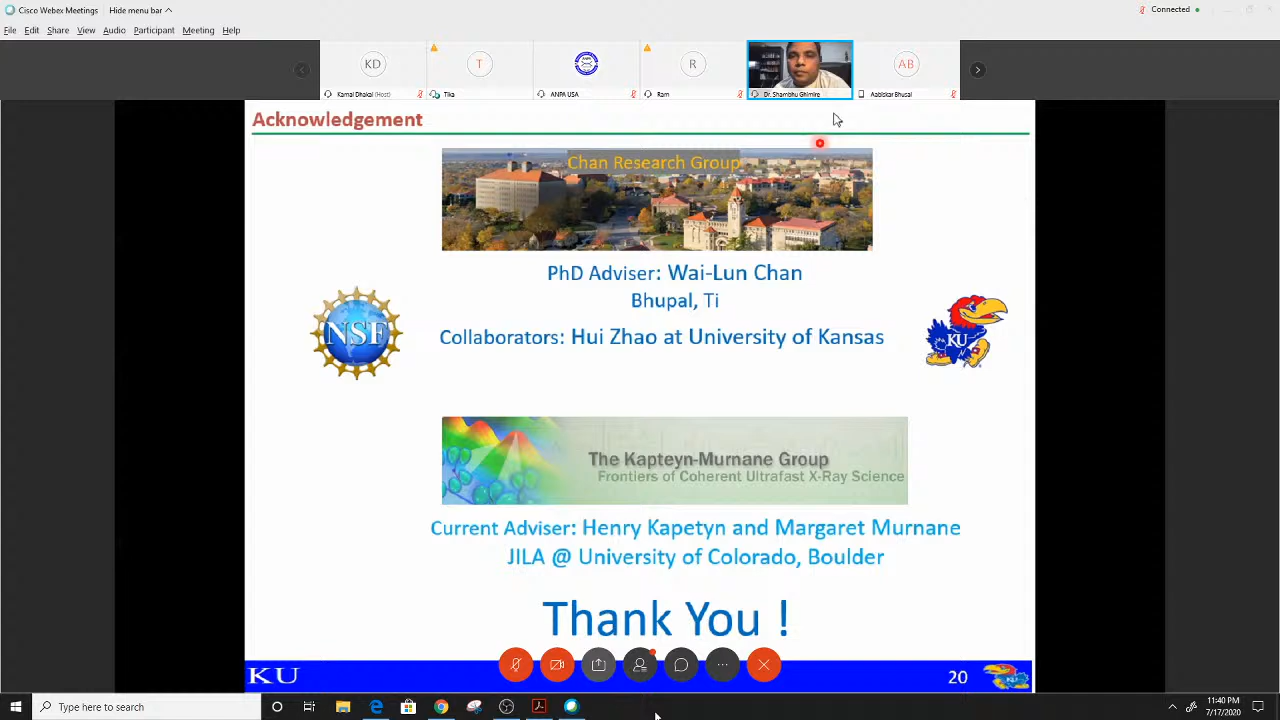 Cisco Webex Meetings
Hide menu bar
Connected
File Edit Share View Audio Participant Meeting Help
KD
T
R
AB
Kamal Dhakal (Host)
Tika
ANPA USA
Ram
Dr. Shambhu Ghimire
Aabiskar Bhusal
Acknowledgement
Chan Research Group
PhD Adviser: Wai-Lun Chan
Bhupal, Ti
NSF
KU
Collaborators: Hui Zhao at University of Kansas
The Kapteyn-Murnane Group
Frontiers of Coherent Ultrafast X-Ray Science
Current Adviser: Henry Kapetyn and Margaret Murnane
JILA @ University of Colorado, Boulder
Thank You !
KU
20
Type here to search
11:40 PM
7/17/2020